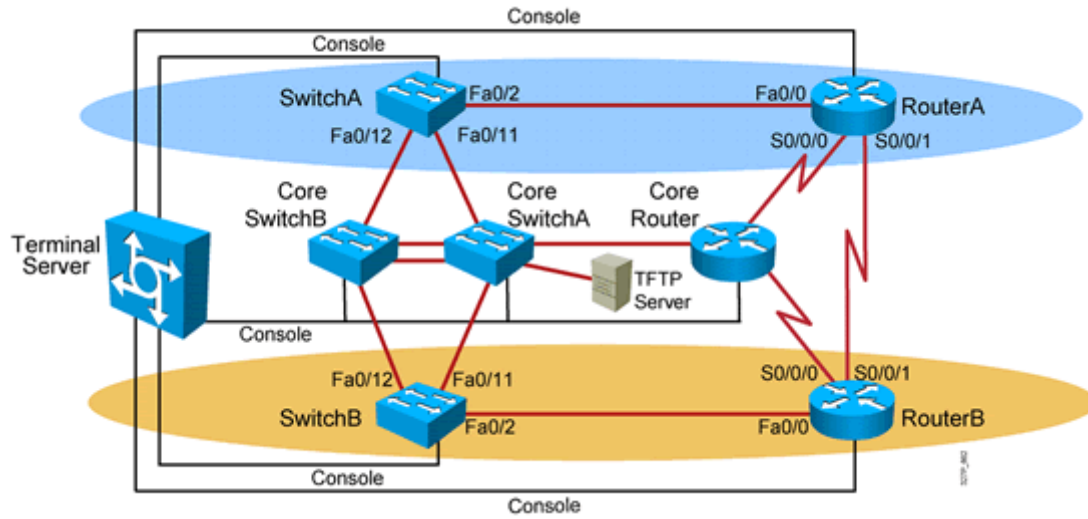 Console
Console
SwitchA
Fa0/2
Fa0/0
RouterA
Fa0/12
Fa0/11
S0/0/0
S0/0/1
Core
SwitchB
Core
SwitchA
Core
Router
Terminal
Server
TFTP
Server
Console
Fa0/12
Fa0/11
S0/0/0
S0/0/1
SwitchB
Fa0/2
Fa0/0
RouterB
Console
Console